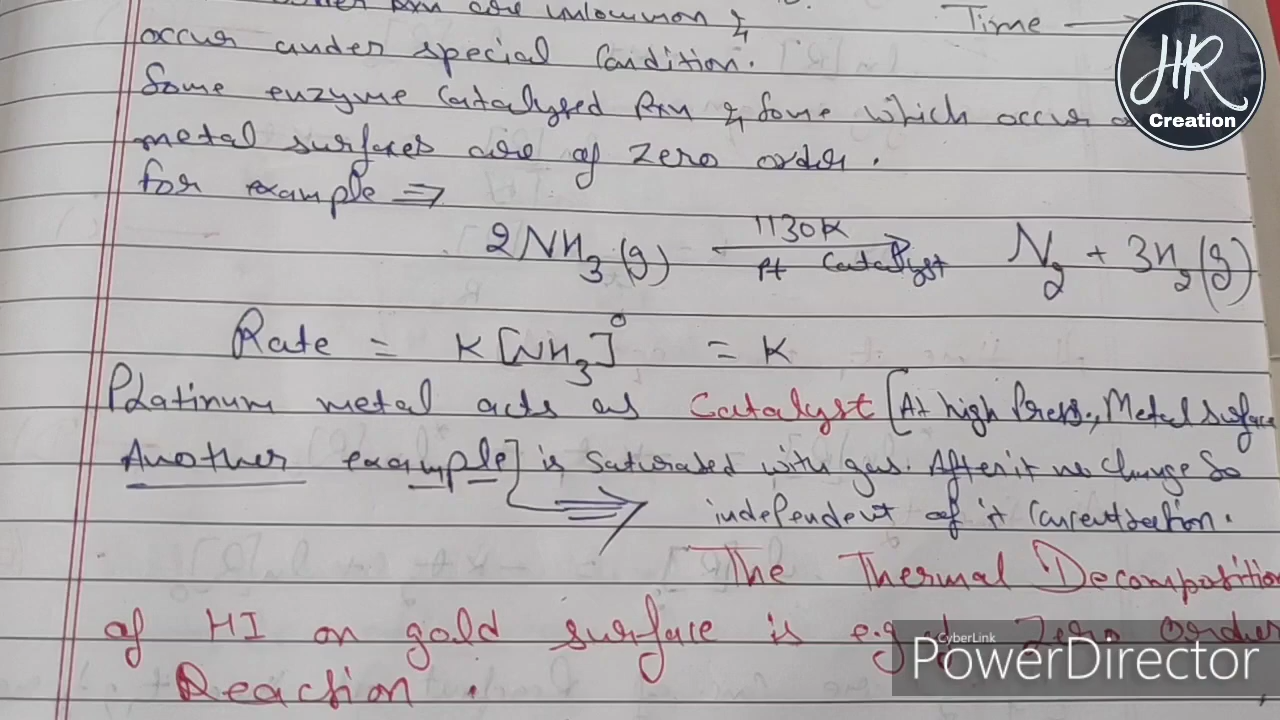 are unlommon &
Time
occur under special Condition.
Some enzyme Catalysed Rxn & Some which occur o
metal surfaces are of zero order.
for example ⇒
2NH3(g) 1130K Pt Catalyst N2 + 3H2(g)
Rate = K[NH3]⁰ = K
Platinum metal acts as Catalyst [At high Press., Metal surface
Another example] is Saturated with gas. After it no change So
independent of it Concentration.
The Thermal Decomposition
of HI on gold surface is e.g of Zero Order
Reaction.
HR
Creation
CyberLink
PowerDirector